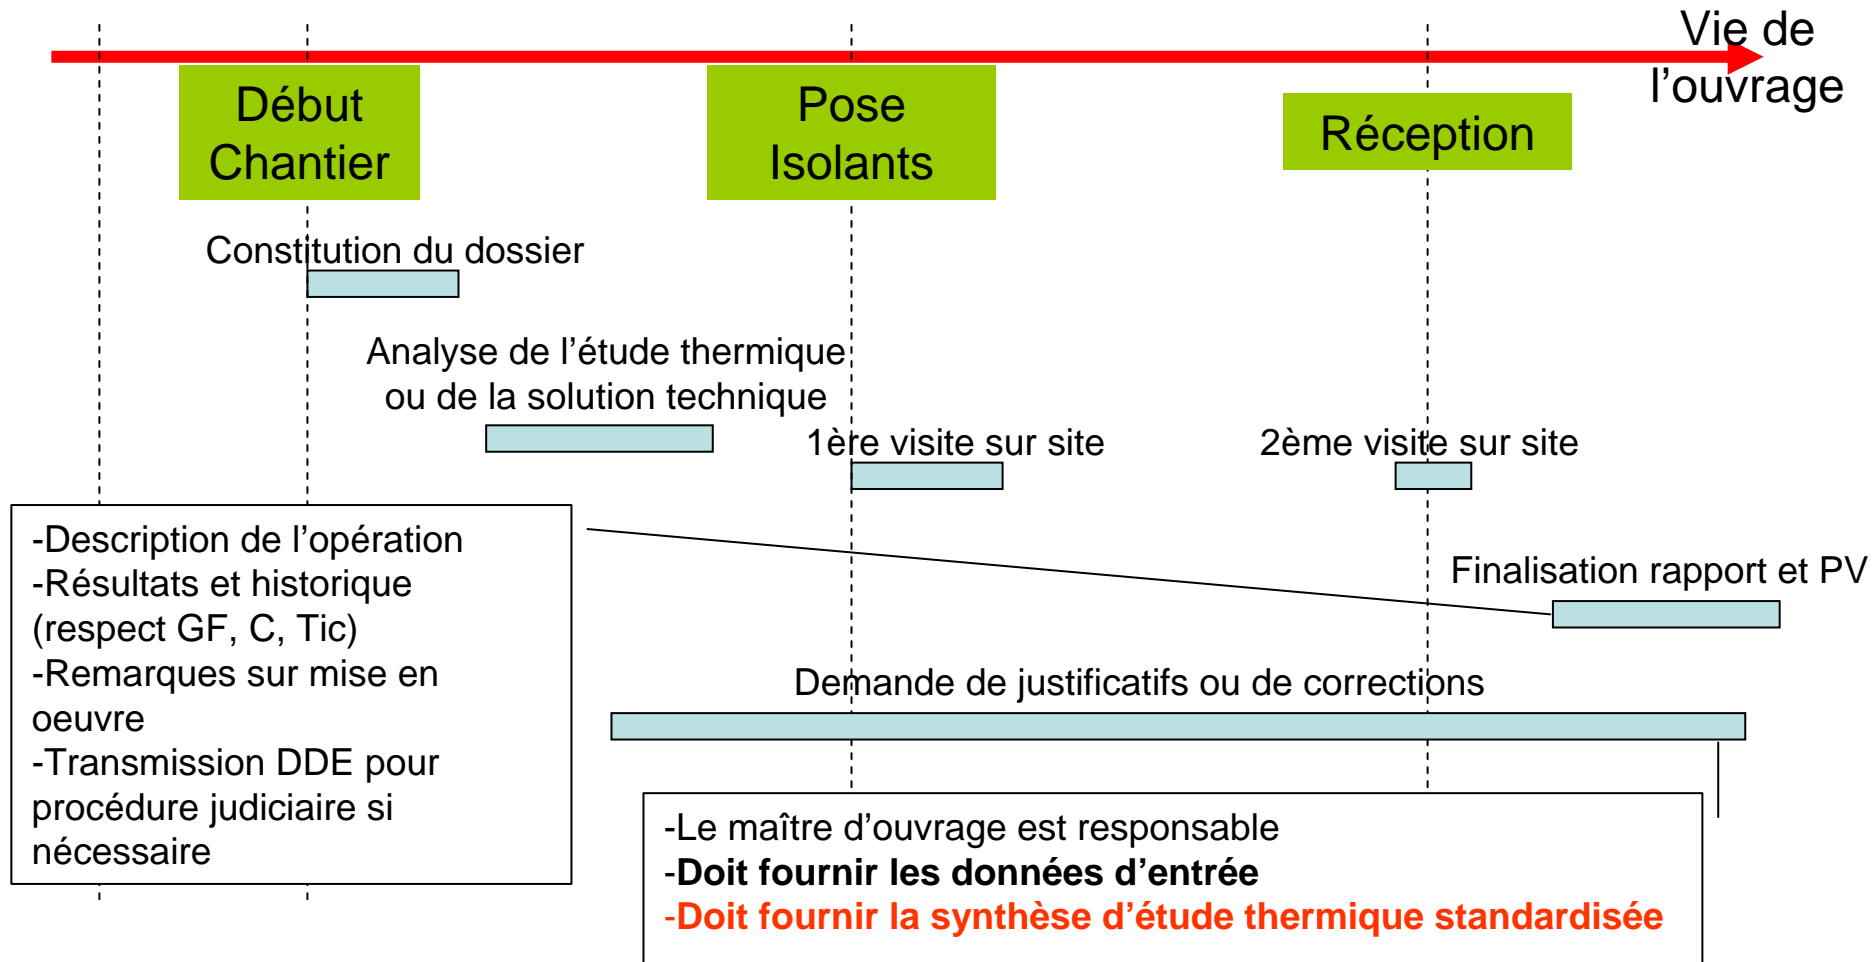 Vie de
l’ouvrage
Début
Chantier
Pose
Isolants
Réception
Constitution du dossier
Analyse de l’étude thermique
ou de la solution technique
1ère visite sur site
2ème visite sur site
-Description de l’opération
-Résultats et historique
(respect GF, C, Tic)
-Remarques sur mise en
oeuvre
-Transmission DDE pour
procédure judiciaire si
nécessaire
Finalisation rapport et PV
Demande de justificatifs ou de corrections
-Le maître d’ouvrage est responsable
-Doit fournir les données d’entrée
-Doit fournir la synthèse d’étude thermique standardisée